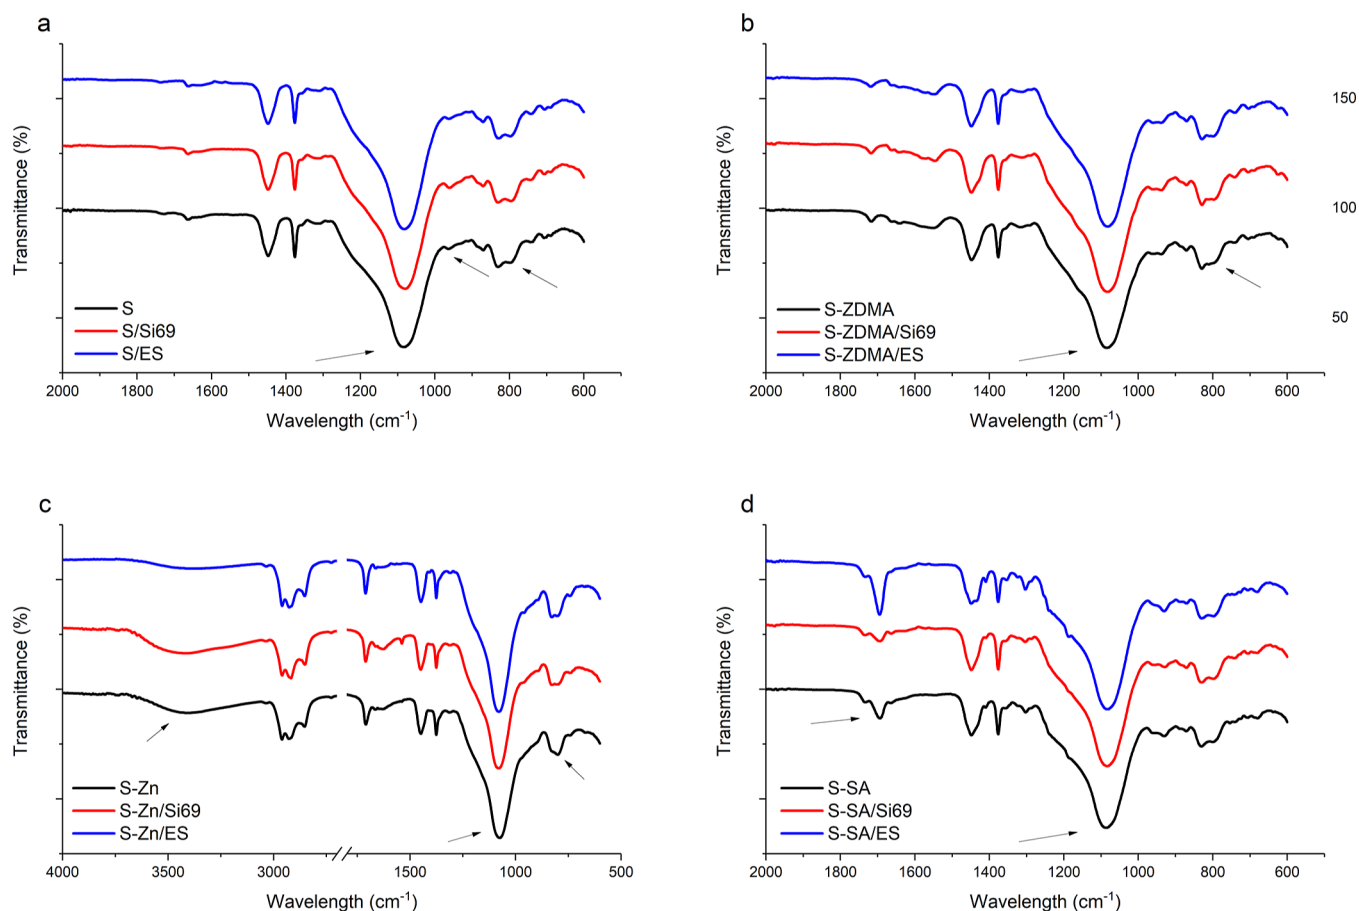 a
Transmittance (%)
S
S/Si69
S/ES
2000 1800 1600 1400 1200 1000 800 600
Wavelength (cm⁻¹)
b
Transmittance (%)
150
100
50
S-ZDMA
S-ZDMA/Si69
S-ZDMA/ES
2000 1800 1600 1400 1200 1000 800 600
Wavelength (cm⁻¹)
c
Transmittance (%)
S-Zn
S-Zn/Si69
S-Zn/ES
4000 3500 3000 1000 500
Wavelength (cm⁻¹)
d
Transmittance (%)
S-SA
S-SA/Si69
S-SA/ES
2000 1800 1600 1400 1200 1000 800 600
Wavelength (cm⁻¹)